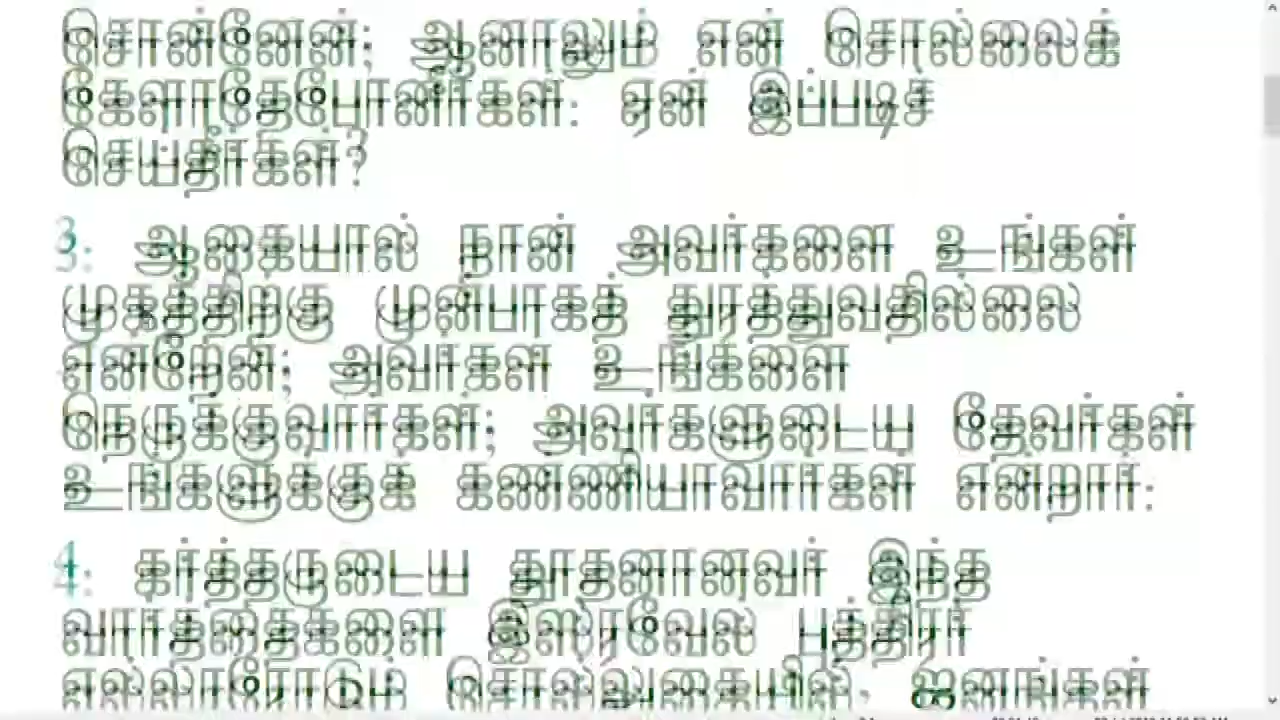 சொன்னேன்; ஆனாலும் என் சொல்லைக்
கேளாதேபோனீர்கள். ஏன் இப்படிச்
செய்தீர்கள்?
3. ஆகையால் நான் அவர்களை உங்கள்
முகத்திற்கு முன்பாகத் துரத்துவதில்லை
என்றேன்; அவர்கள் உங்களை
நெருக்குவார்கள்; அவர்களுடைய தேவர்கள்
உங்களுக்குக் கண்ணியாவார்கள் என்றார்.
4. கர்த்தருடைய தூதனானவர் இந்த
வார்த்தைகளை இஸ்ரவேல் புத்திரர்
எல்லாரோடும் சொல்லுகையில், ஜனங்கள்